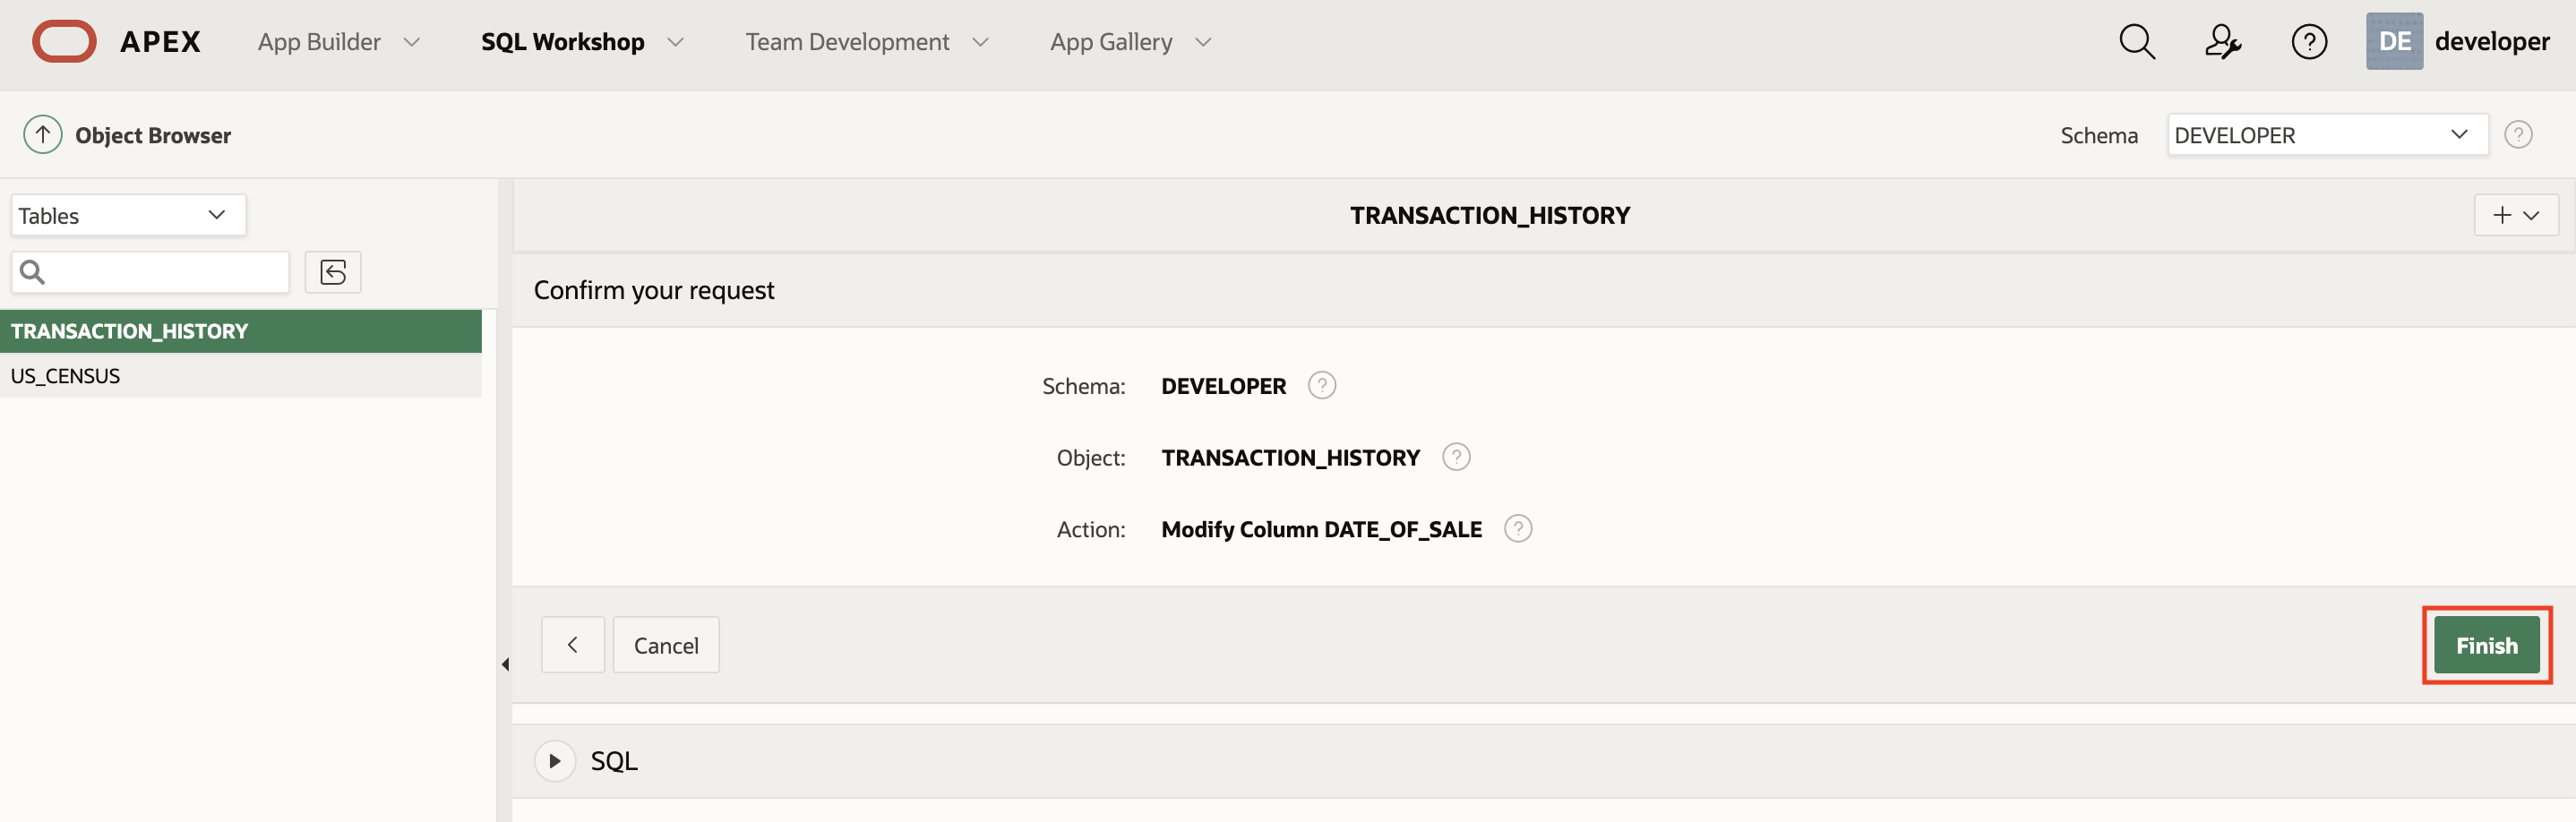 APEX App Builder SQL Workshop Team Development App Gallery ? DE developer
Object Browser Schema DEVELOPER ?
Tables TRANSACTION_HISTORY
Confirm your request
TRANSACTION_HISTORY
US_CENSUS
Schema: DEVELOPER ?
Object: TRANSACTION_HISTORY ?
Action: Modify Column DATE_OF_SALE ?
Cancel Finish
SQL